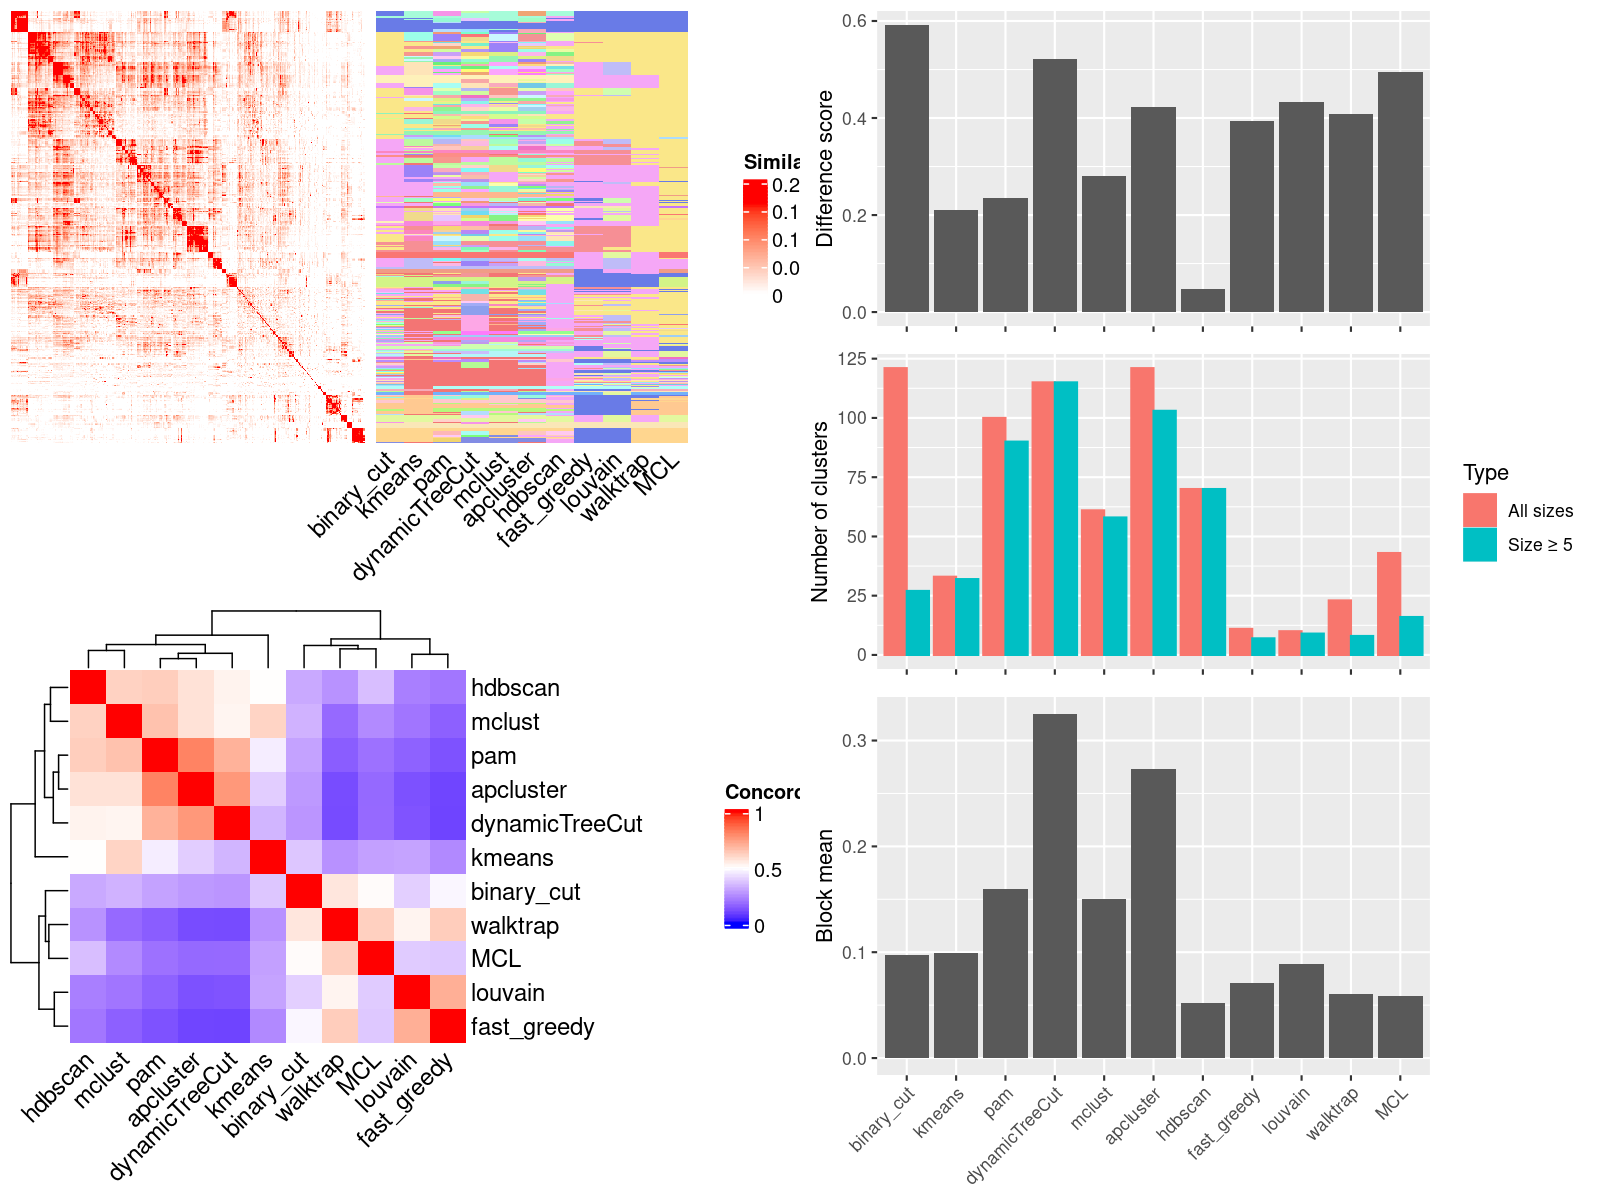 Simila
0.2
0.1
0.1
0.0
0
binary_cut
kmeans
pam
dynamicTreeCut
mclust
apcluster
hdbscan
fast_greedy
louvain
walktrap
MCL
hdbscan
mclust
pam
apcluster
dynamicTreeCut
kmeans
binary_cut
walktrap
MCL
louvain
fast_greedy
hdbscan
mclust
pam
apcluster
dynamicTreeCut
kmeans
binary_cut
walktrap
MCL
louvain
fast_greedy
Concord
1
0.5
0
Difference score
0.6
0.4
0.2
0.0
Number of clusters
125
100
75
50
25
0
Type
All sizes
Size ≥ 5
Block mean
0.3
0.2
0.1
0.0
binary_cut
kmeans
pam
dynamicTreeCut
mclust
apcluster
hdbscan
fast_greedy
louvain
walktrap
MCL